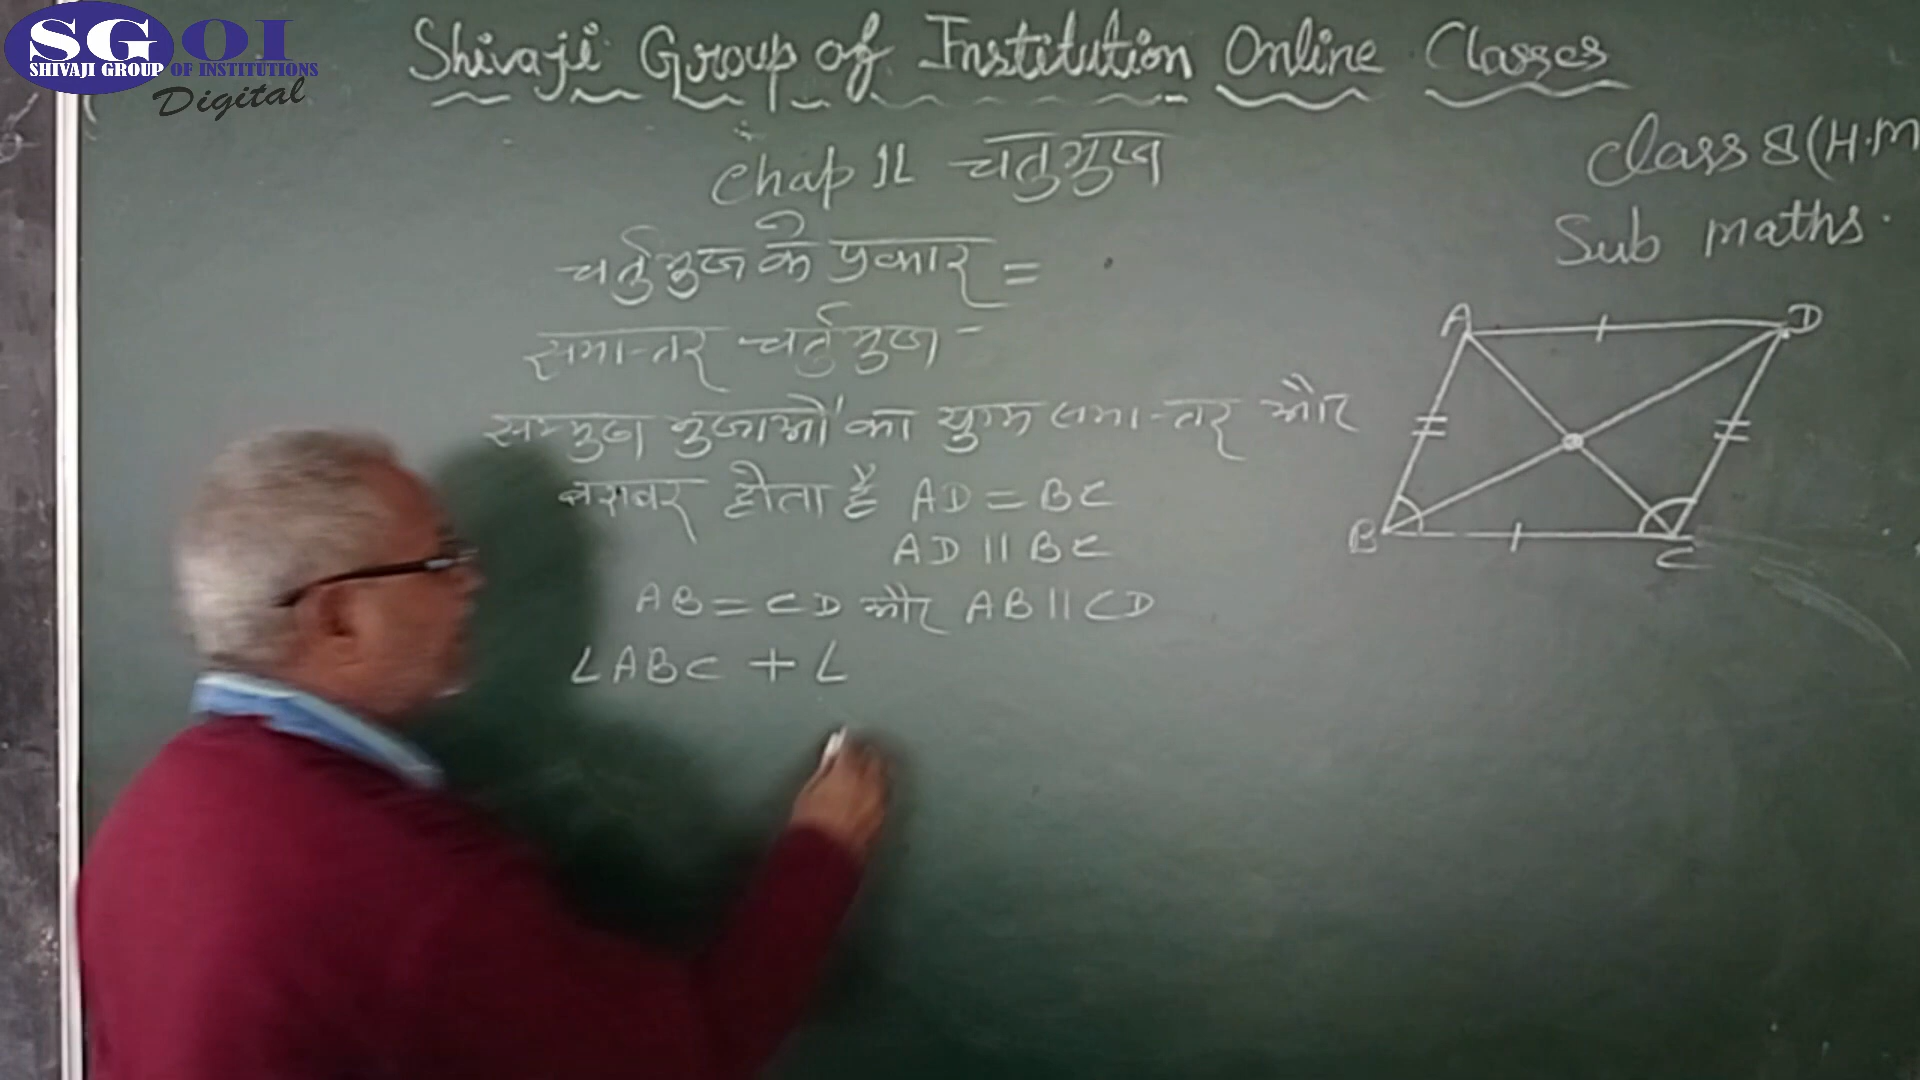 SGOI
SHIVAJI GROUP OF INSTITUTIONS
Digital
Shivaji Group of Institution Online Classes
Chap 11 चतुर्भुज
Class 8 (H.M
Sub maths.
चर्तुभुज के प्रकार =
समान्तर चर्तुभुज -
सम्मुख भुजाओं का युग्म समान्तर और
बराबर होता है AD = BC
AD || BC
AB = CD और AB || CD
∠ABC + ∠
A D
B C